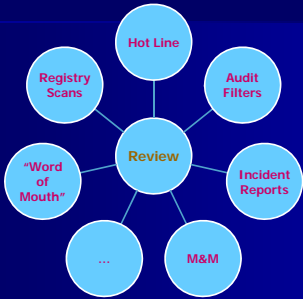 Hot Line
Registry
Scans
Audit
Filters
Review
“Word
of
Mouth”
Incident
Reports
...
M&M